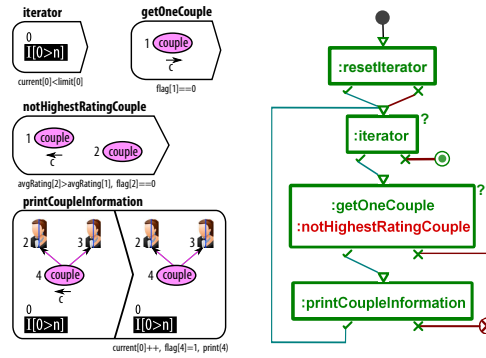 iterator
0
I[0>n]
current[0]<limit[0]
getOneCouple
1 couple
c
flag[1]==0
notHighestRatingCouple
1 couple
c
2 couple
avgRating[2]>avgRating[1], flag[2]==0
printCoupleInformation
2 3
4 couple
c
0
I[0>n]
2 3
4 couple
0
I[0>n]
current[0]++, flag[4]=1, print(4)
:resetIterator
:iterator
?
:getOneCouple
:notHighestRatingCouple
?
:printCoupleInformation